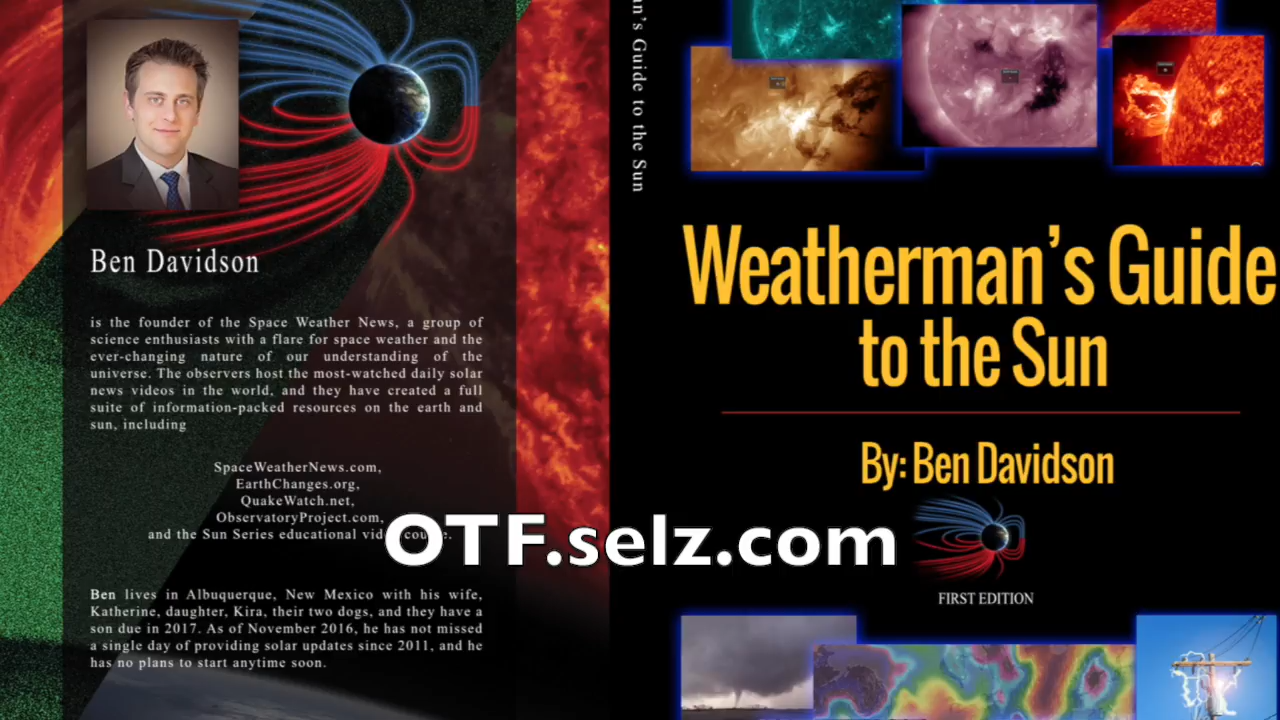 Ben Davidson
is the founder of the Space Weather News, a group of
science enthusiasts with a flare for space weather and the
ever-changing nature of our understanding of the
universe. The observers host the most-watched daily solar
news videos in the world, and they have created a full
suite of information-packed resources on the earth and
sun, including
SpaceWeatherNews.com,
EarthChanges.org,
QuakeWatch.net,
ObservatoryProject.com,
and the Sun Series educational
Ben lives in Albuquerque, New Mexico with his wife,
Katherine, daughter, Kira, their two dogs, and they have a
son due in 2017. As of November 2016, he has not missed
a single day of providing solar updates since 2011, and he
has no plans to start anytime soon.
OTF.selz.com
an's Guide to the Sun
Weatherman's Guide
to the Sun
By: Ben Davidson
FIRST EDITION